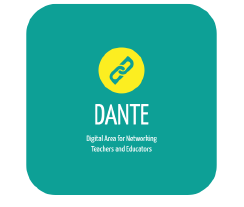 DANTE
Digital Area for Networking
Teachers and Educators